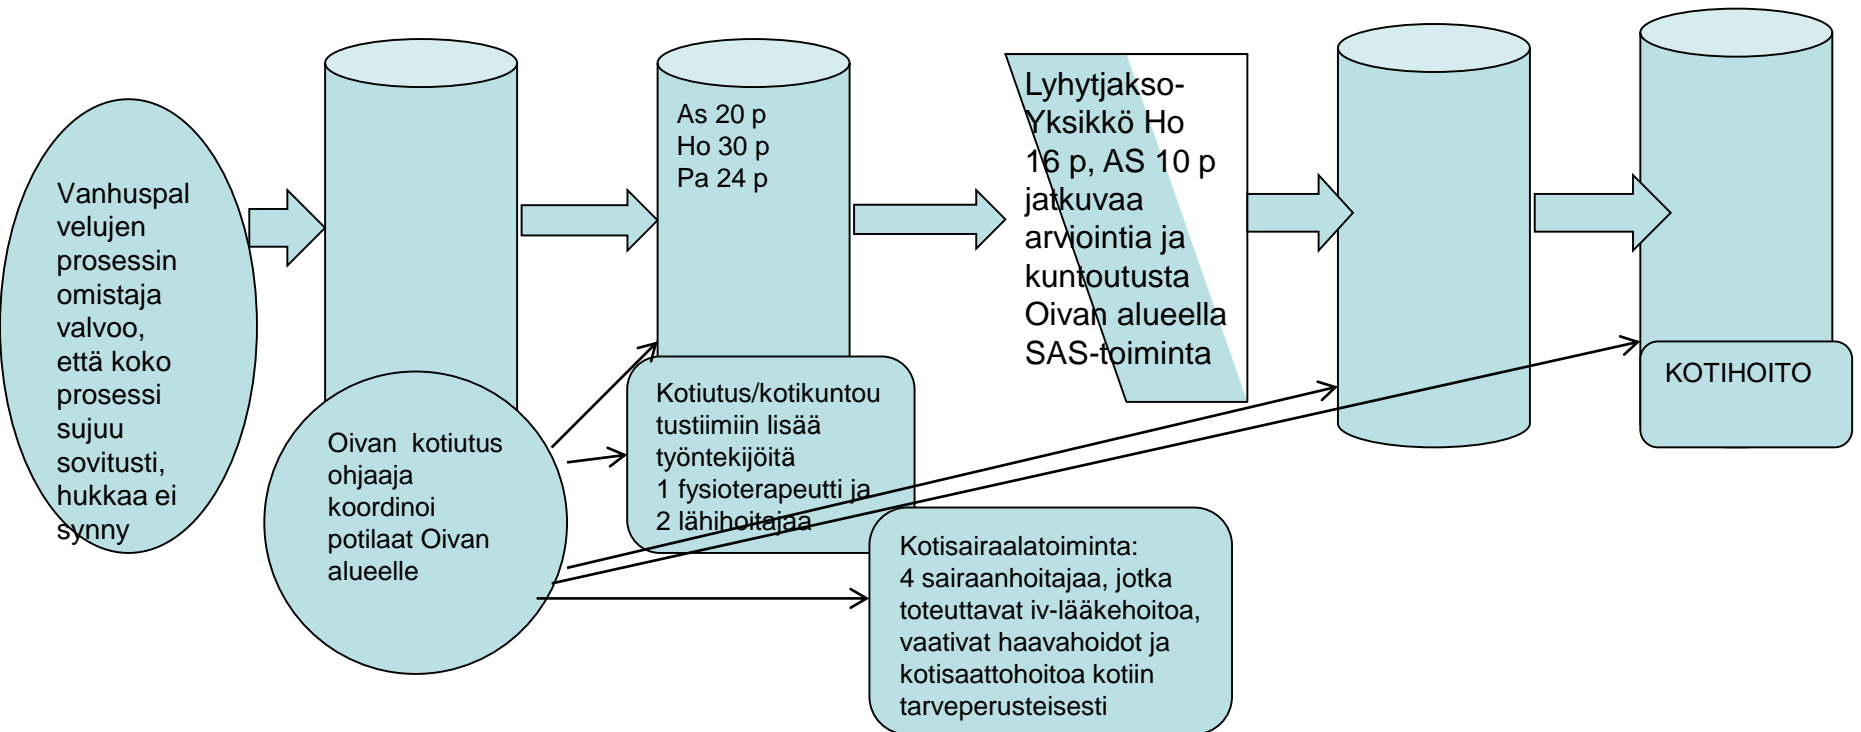 Vanhuspal
velujen
prosessin
omistaja
valvoo,
että koko
prosessi
sujuu
sovitusti,
hukkaa ei
synny
Oivan kotiutus
ohjaaja
koordinoi
potilaat Oivan
alueelle
As 20 p
Ho 30 p
Pa 24 p
Kotiutus/kotikuntou
tustiimiin lisää
työntekijöitä
1 fysioterapeutti ja
2 lähihoitajaa
Lyhytjakso-
Yksikkö Ho
16 p, AS 10 p
jatkuvaa
arviointia ja
kuntoutusta
Oivan alueella
SAS-toiminta
Kotisairaalatoiminta:
4 sairaanhoitajaa, jotka
toteuttavat iv-lääkehoitoa,
vaativat haavahoidot ja
kotisaattohoitoa kotiin
tarveperusteisesti
KOTIHOITO